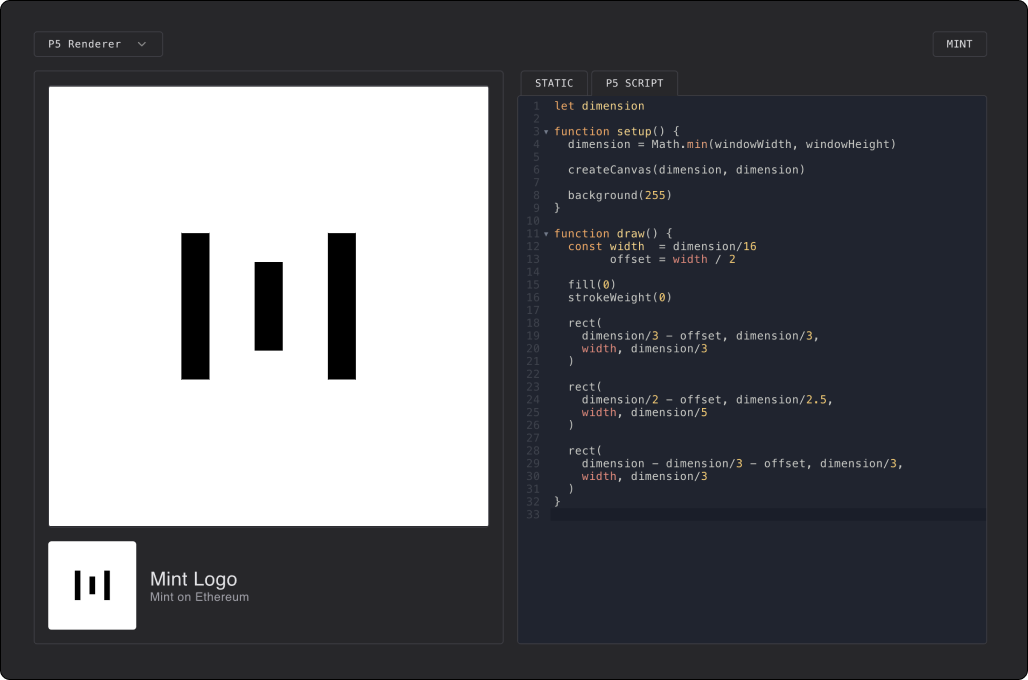 P5 Renderer
MINT
STATIC
P5 SCRIPT
1 let dimension
2
3 function setup() {
4   dimension = Math.min(windowWidth, windowHeight)
5
6   createCanvas(dimension, dimension)
7
8   background(255)
9 }
10
11 function draw() {
12   const width  = dimension/16
13         offset = width / 2
14
15   fill(0)
16   strokeWeight(0)
17
18   rect(
19     dimension/3 - offset, dimension/3,
20     width, dimension/3
21   )
22
23   rect(
24     dimension/2 - offset, dimension/2.5,
25     width, dimension/5
26   )
27
28   rect(
29     dimension - dimension/3 - offset, dimension/3,
30     width, dimension/3
31   )
32 }
33
Mint Logo
Mint on Ethereum